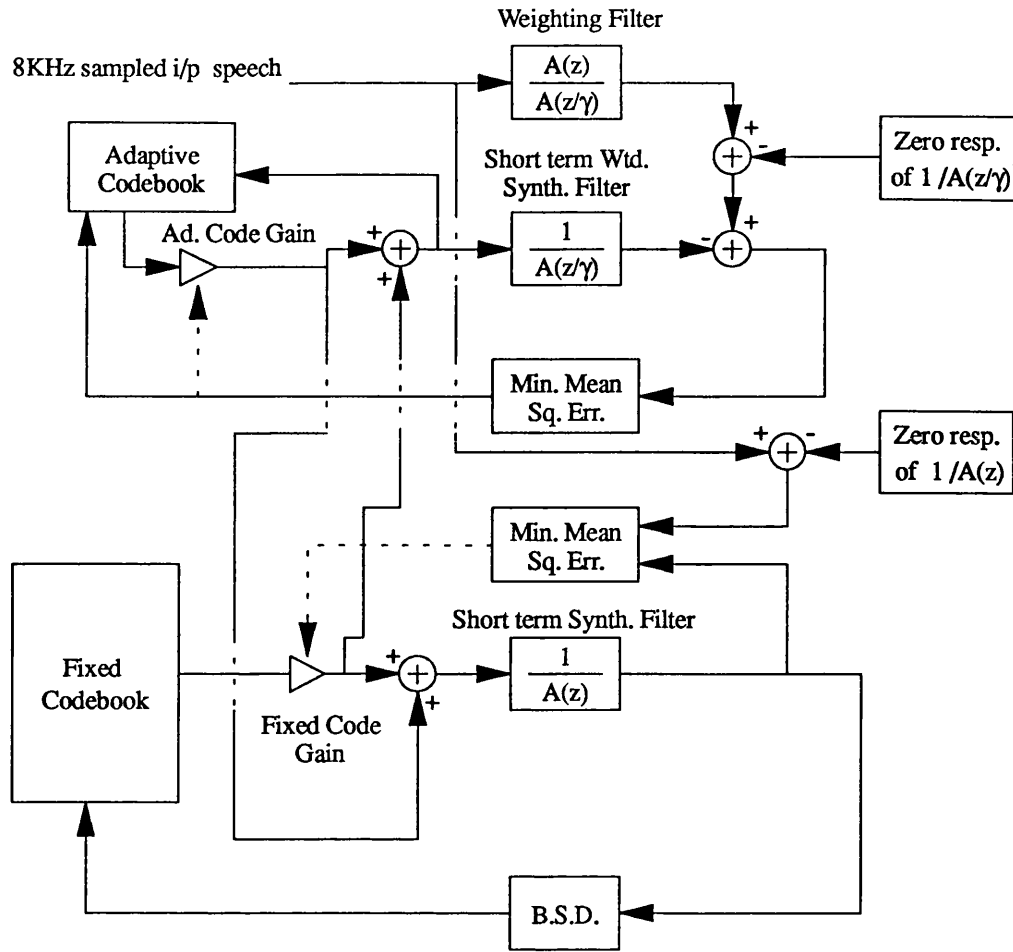 Weighting Filter
8KHz sampled i/p speech
A(z)
A(z/γ)
+
-
Zero resp.
of 1/A(z/γ)
Adaptive
Codebook
Short term Wtd.
Synth. Filter
Ad. Code Gain
+
+
1
A(z/γ)
-
+
Min. Mean
Sq. Err.
+
-
Zero resp.
of 1/A(z)
Min. Mean
Sq. Err.
Fixed
Codebook
Short term Synth. Filter
+
+
1
A(z)
Fixed Code
Gain
B.S.D.